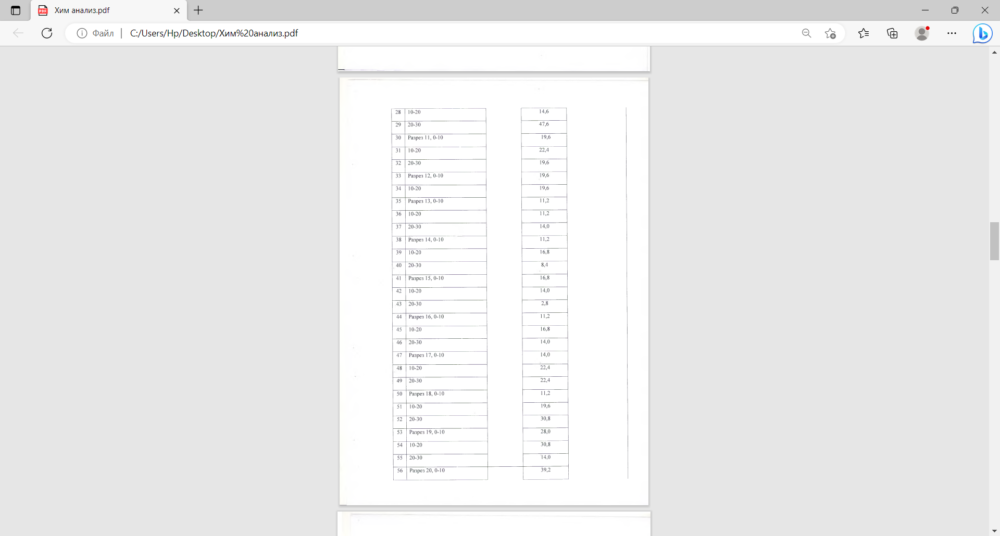 Хим анализ.pdf
Файл C:/Users/Hp/Desktop/Хим%20анализ.pdf
28 10-20 14,6
29 20-30 47,6
30 Разрез 11, 0-10 19,6
31 10-20 22,4
32 20-30 19,6
33 Разрез 12, 0-10 19,6
34 10-20 19,6
35 Разрез 13, 0-10 11,2
36 10-20 11,2
37 20-30 14,0
38 Разрез 14, 0-10 11,2
39 10-20 16,8
40 20-30 8,4
41 Разрез 15, 0-10 16,8
42 10-20 14,0
43 20-30 2,8
44 Разрез 16, 0-10 11,2
45 10-20 16,8
46 20-30 14,0
47 Разрез 17, 0-10 14,0
48 10-20 22,4
49 20-30 22,4
50 Разрез 18, 0-10 11,2
51 10-20 19,6
52 20-30 30,8
53 Разрез 19, 0-10 28,0
54 10-20 30,8
55 20-30 14,0
56 Разрез 20, 0-10 39,2